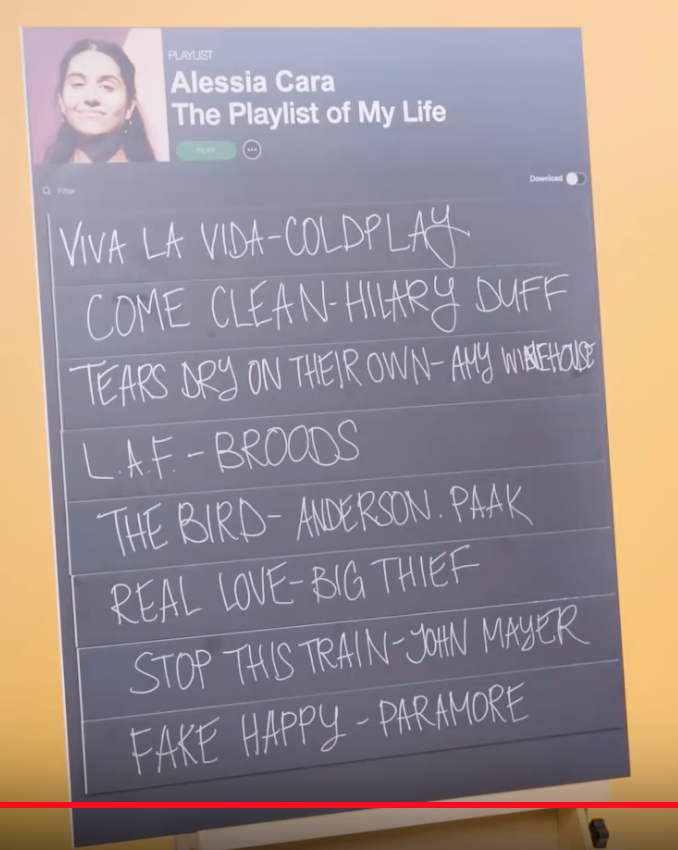 PLAYLIST
Alessia Cara
The Playlist of My Life
PLAY
Filter
Download
VIVA LA VIDA-COLDPLAY
COME CLEAN-HILARY DUFF
TEARS DRY ON THEIR OWN-AMY WINEHOUSE
L.A.F. - BROODS
THE BIRD- ANDERSON. PAAK
REAL LOVE-BIG THIEF
STOP THIS TRAIN-JOHN MAYER
FAKE HAPPY - PARAMORE